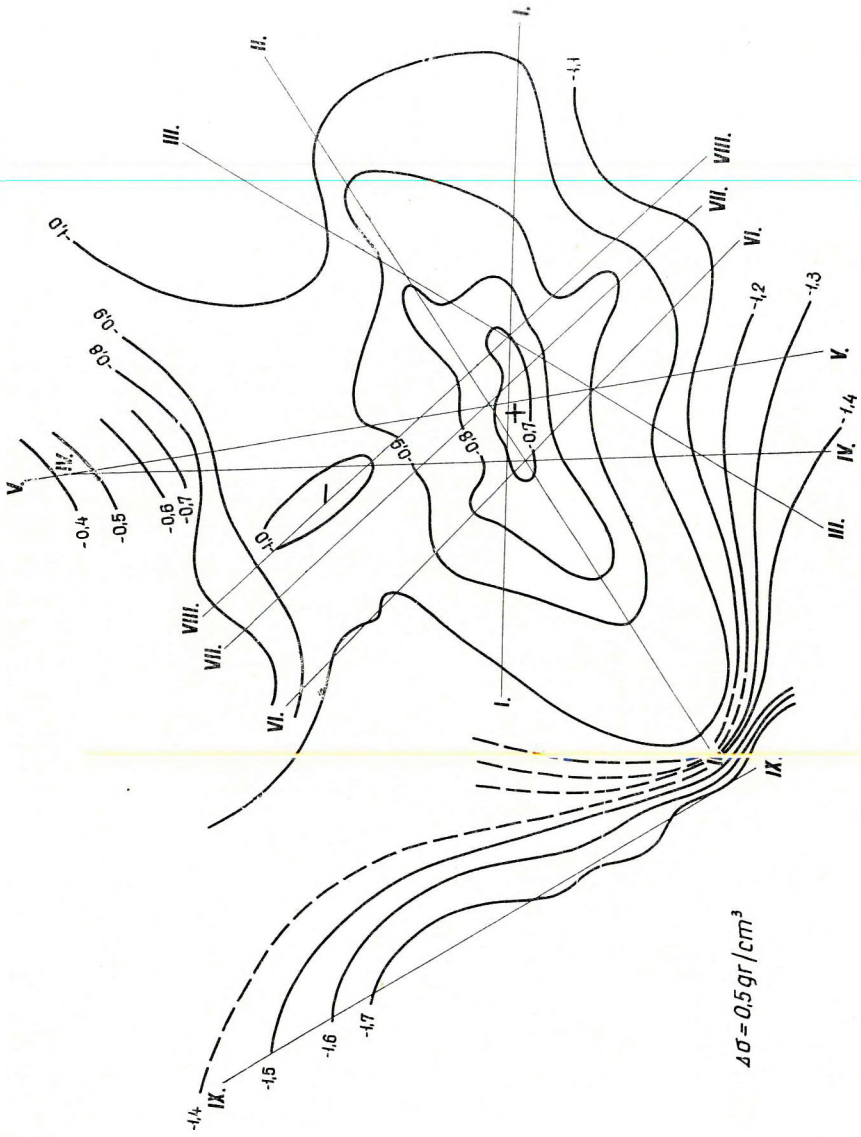 I.
II.
III.
-1,1
-1,0
VIII.
VII.
VI.
-0,9
-0,8
-1,2
-1,3
V.
IV.
V.
-0,4
-0,5
-0,6
-0,7
-1,0
-0,9
-0,8
+
-0,7
-1,4
IV.
III.
VIII.
VII.
VI.
I.
IX.
-1,7
-1,6
-1,5
IX.
-1,4
Δσ = 0,5 gr/cm³